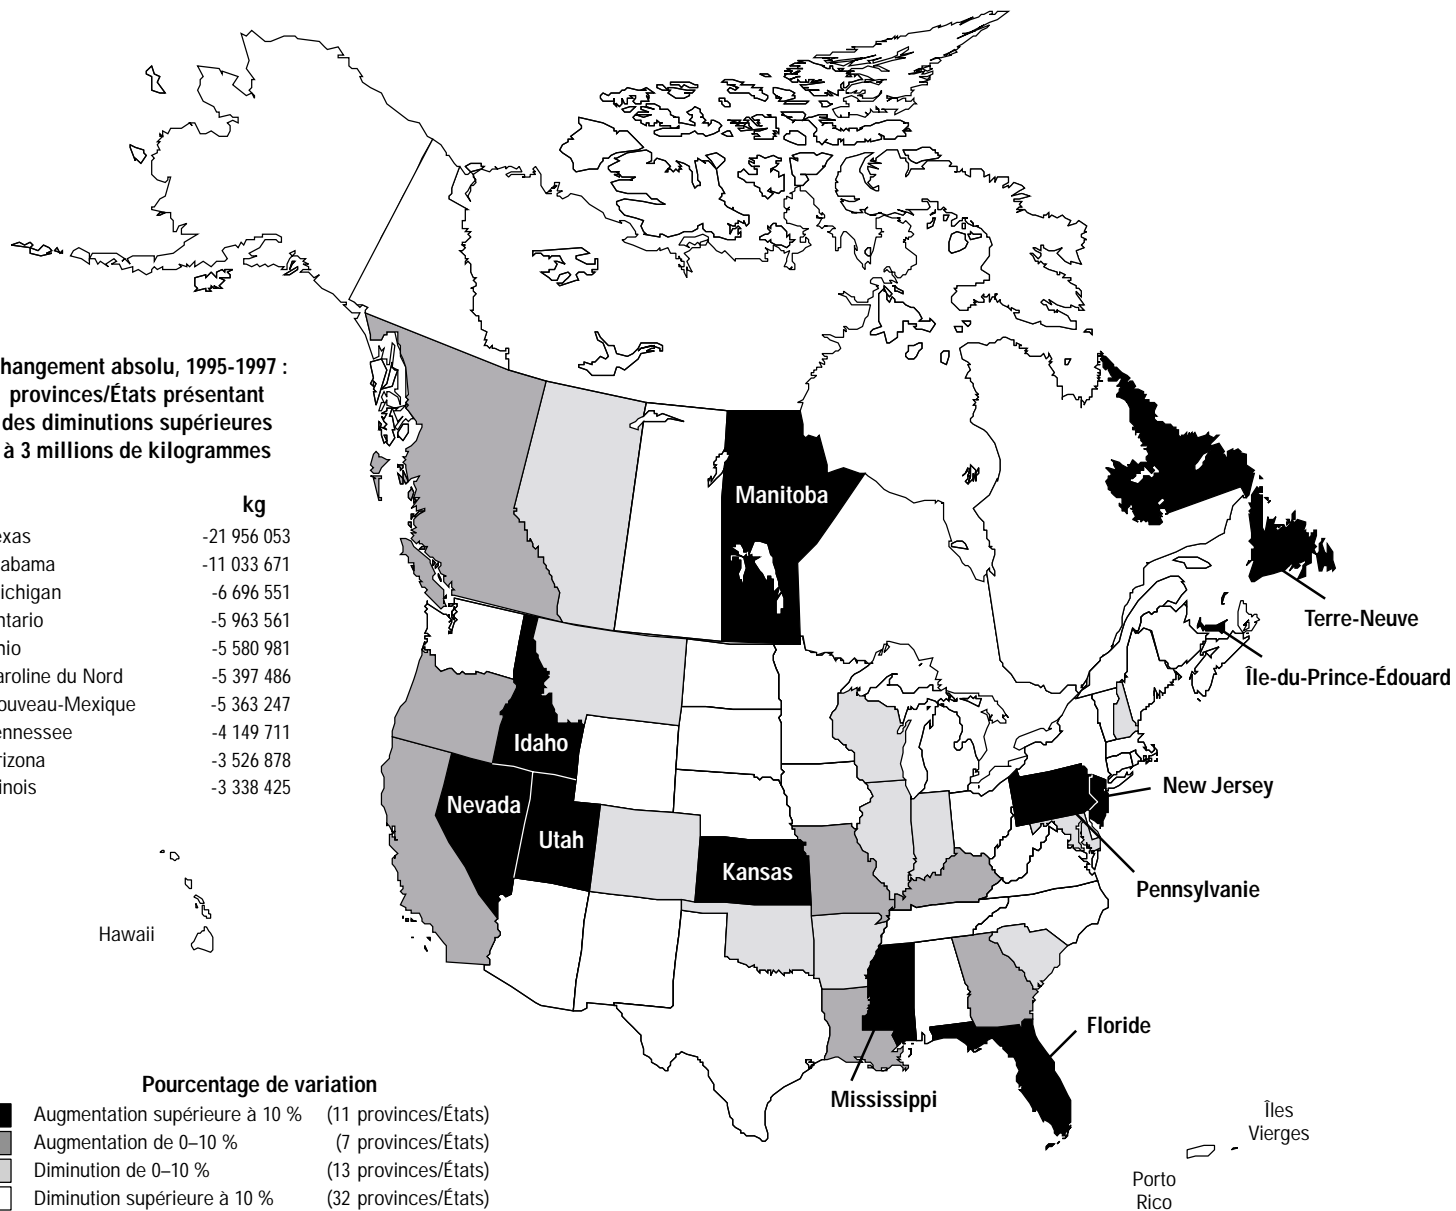 hangement absolu, 1995-1997 :
provinces/États présentant
des diminutions supérieures
à 3 millions de kilogrammes
kg
exas -21 956 053
abama -11 033 671
ichigan -6 696 551
ntario -5 963 561
hio -5 580 981
aroline du Nord -5 397 486
ouveau-Mexique -5 363 247
ennessee -4 149 711
rizona -3 526 878
inois -3 338 425
Manitoba
Terre-Neuve
Île-du-Prince-Édouard
Idaho
New Jersey
Nevada
Utah
Kansas
Pennsylvanie
Hawaii
Floride
Mississippi
Îles
Vierges
Porto
Rico
Pourcentage de variation
Augmentation supérieure à 10 % (11 provinces/États)
Augmentation de 0–10 % (7 provinces/États)
Diminution de 0–10 % (13 provinces/États)
Diminution supérieure à 10 % (32 provinces/États)